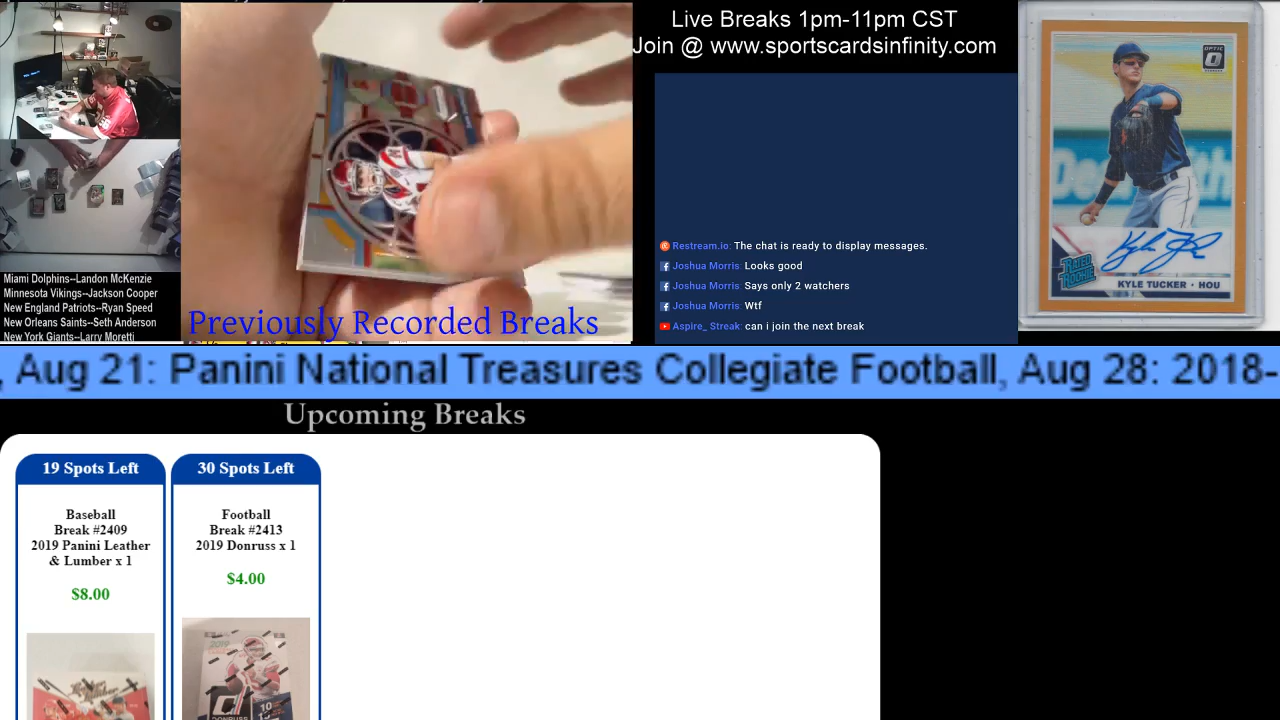 Live Breaks 1pm-11pm CST
Join @ www.sportscardsinfinity.com
OPTIC
RATED
ROOKIE
KYLE TUCKER · HOU
Restream.io: The chat is ready to display messages.
Joshua Morris: Looks good
Joshua Morris: Says only 2 watchers
Joshua Morris: Wtf
Aspire_ Streak: can i join the next break
Miami Dolphins--Landon McKenzie
Minnesota Vikings--Jackson Cooper
New England Patriots--Ryan Speed
New Orleans Saints--Seth Anderson
New York Giants--Larry Moretti
Previously Recorded Breaks
, Aug 21: Panini National Treasures Collegiate Football, Aug 28: 2018-
Upcoming Breaks
19 Spots Left
Baseball
Break #2409
2019 Panini Leather
& Lumber x 1
$8.00
30 Spots Left
Football
Break #2413
2019 Donruss x 1
$4.00
DONRUSS
10